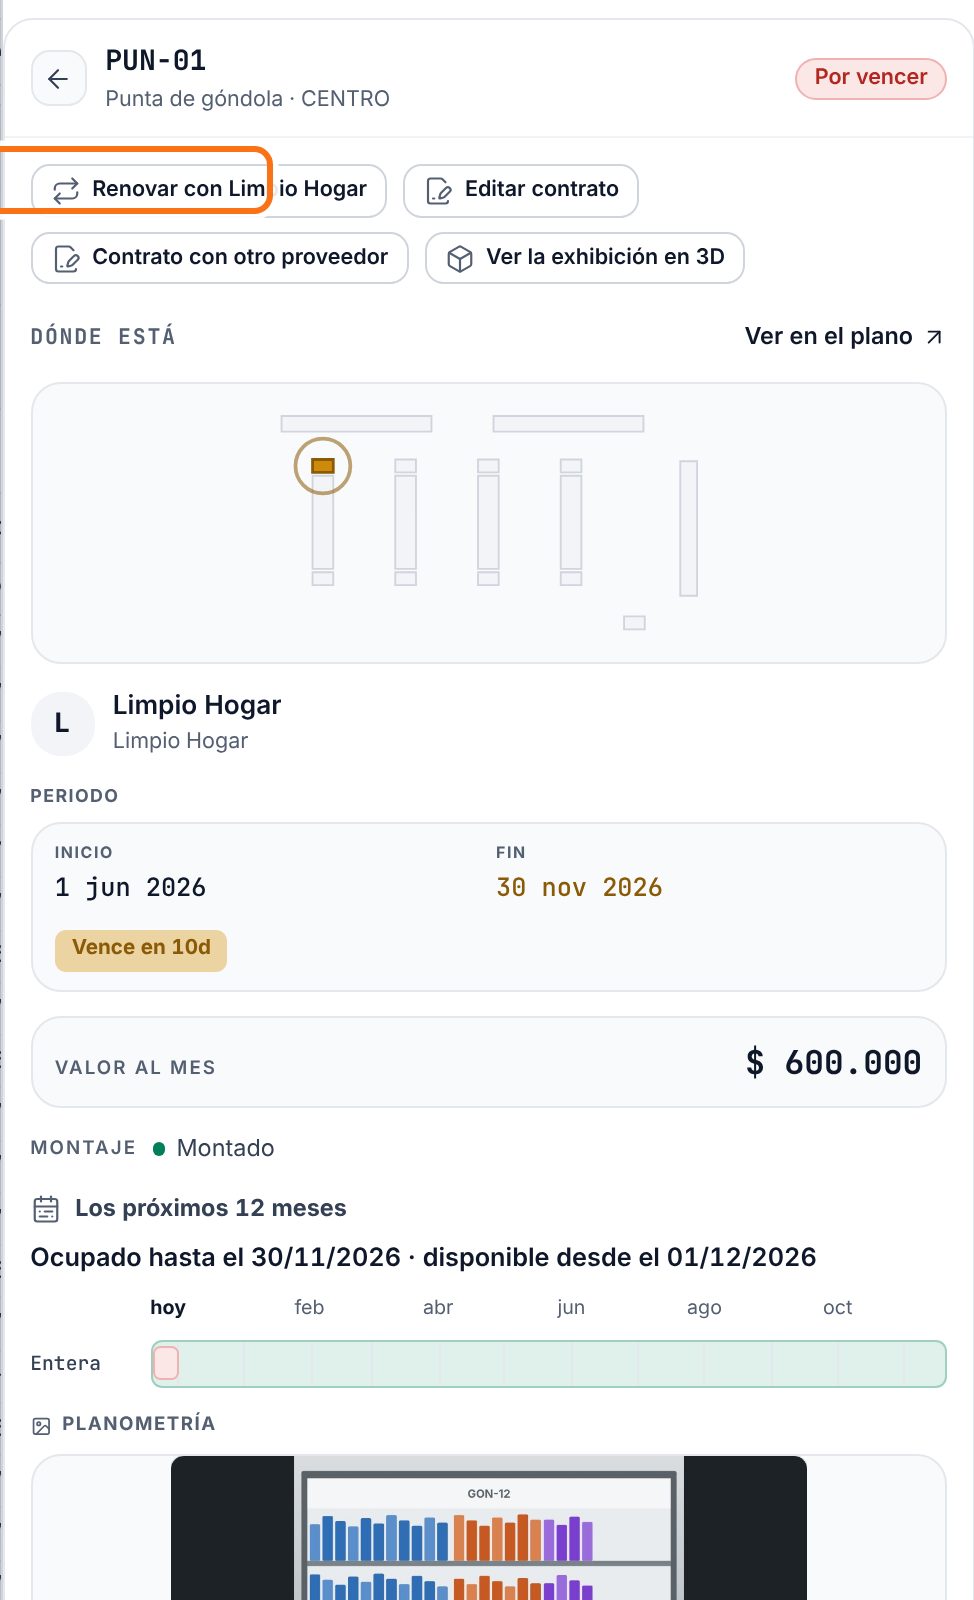 PUN-01
Punta de góndola · CENTRO
Por vencer
Renovar con Limpio Hogar
Editar contrato
Contrato con otro proveedor
Ver la exhibición en 3D
DÓNDE ESTÁ
Ver en el plano
L
Limpio Hogar
Limpio Hogar
PERIODO
INICIO
FIN
1 jun 2026
30 nov 2026
Vence en 10d
VALOR AL MES
$ 600.000
MONTAJE
Montado
Los próximos 12 meses
Ocupado hasta el 30/11/2026 · disponible desde el 01/12/2026
hoy feb abr jun ago oct
Entera
PLANOMETRÍA
GON-12